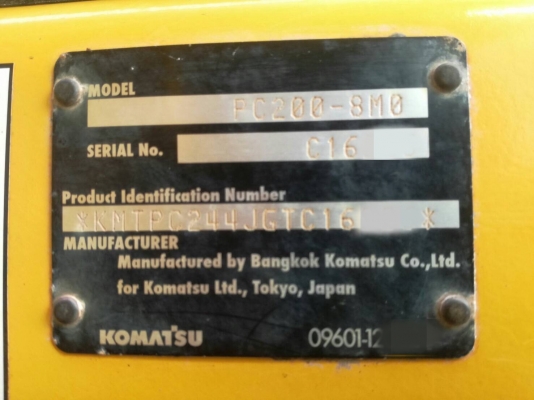 MODEL
PC200-8M0
SERIAL No. C16
Product Identification Number
*KMTPC244JGTC16 *
MANUFACTURER
Manufactured by Bangkok Komatsu Co.,Ltd.
for Komatsu Ltd., Tokyo, Japan
KOMATSU 09601-12